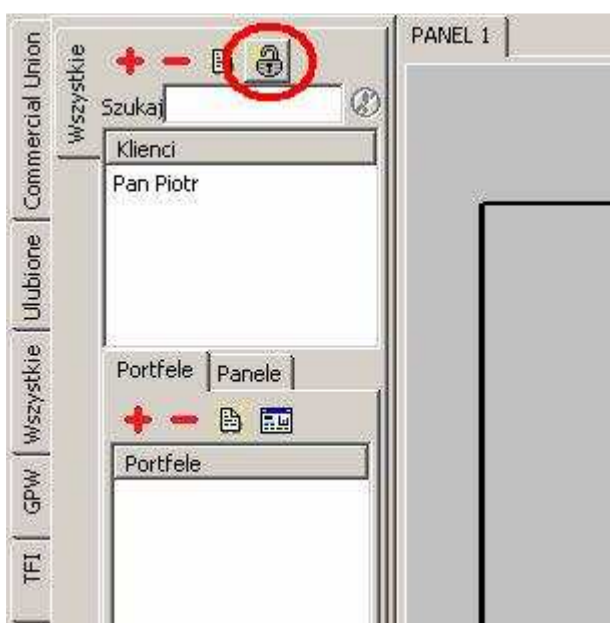 Commercial Union
Ulubione
Wszystkie
GPW
TFI
Wszystkie
Szukaj
Klienci
Pan Piotr
Portfele
Panele
Portfele
PANEL 1